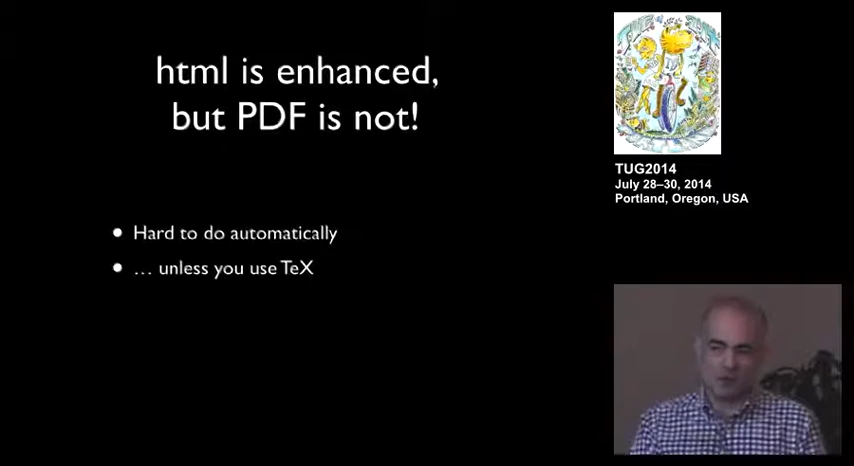 html is enhanced,
but PDF is not!
• Hard to do automatically
• … unless you use TeX
TUG2014
July 28–30, 2014
Portland, Oregon, USA